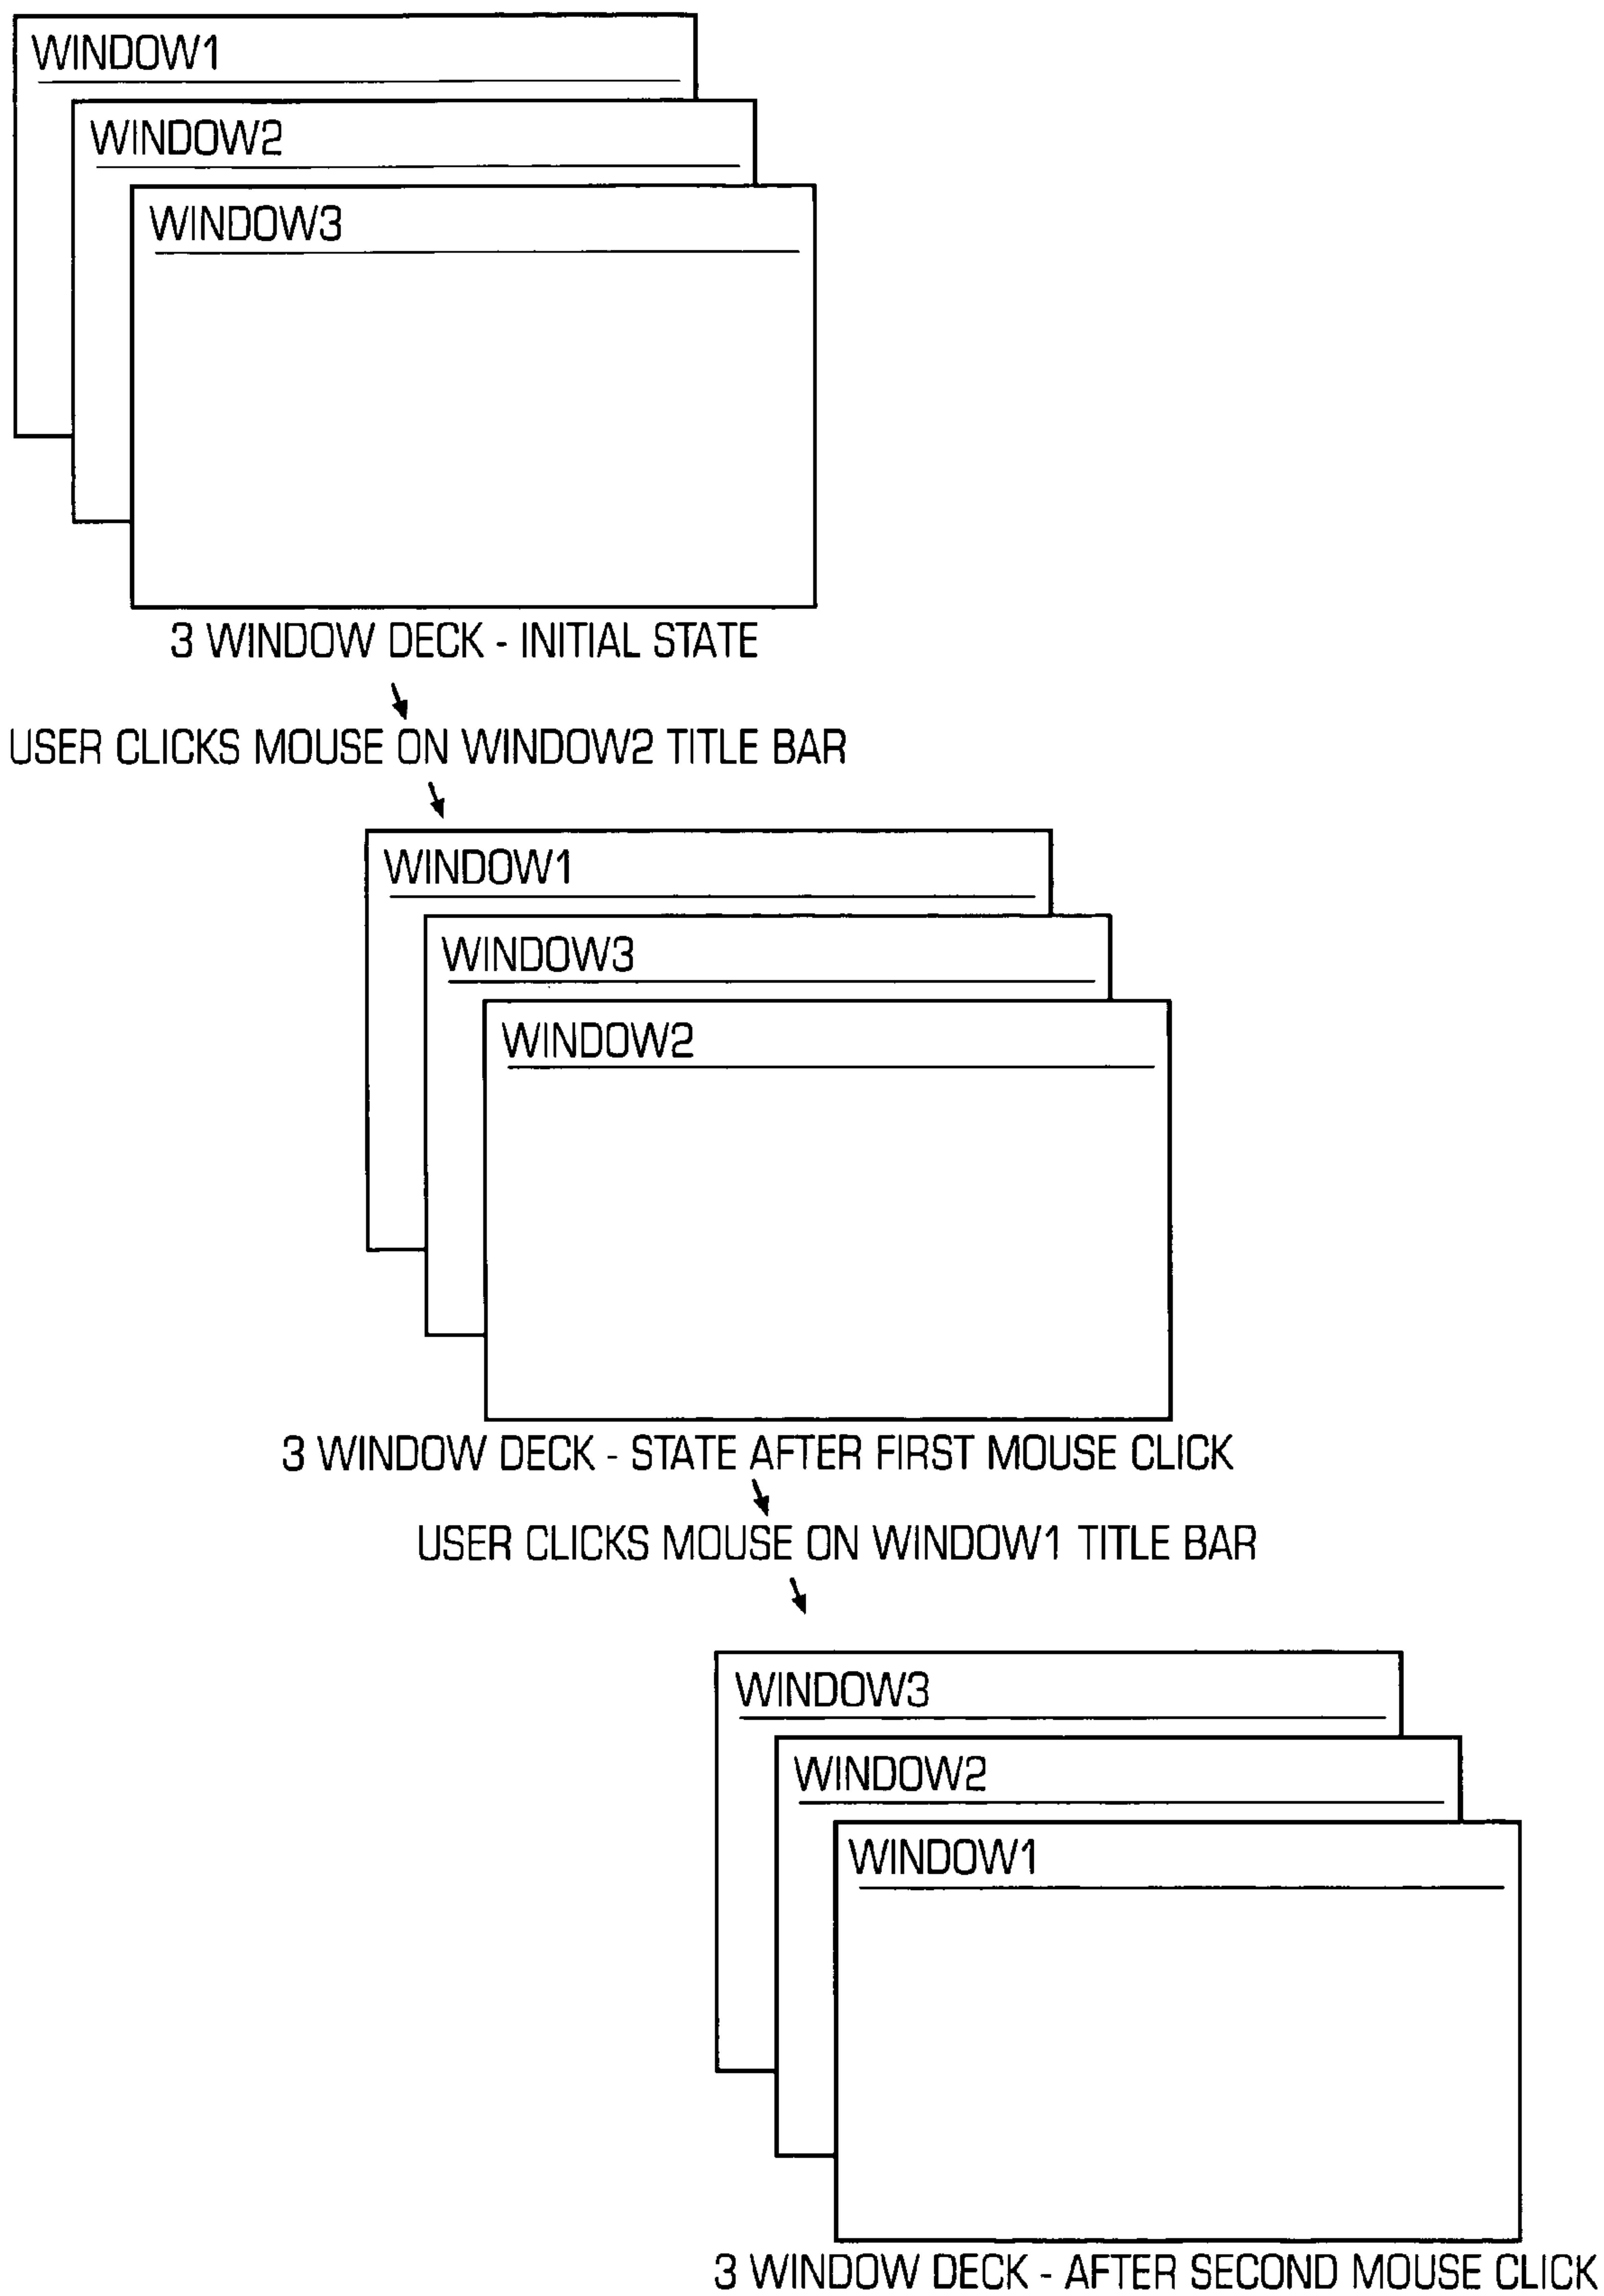 WINDOW1
WINDOW2
WINDOW3
3 WINDOW DECK - INITIAL STATE
USER CLICKS MOUSE ON WINDOW2 TITLE BAR
WINDOW1
WINDOW3
WINDOW2
3 WINDOW DECK - STATE AFTER FIRST MOUSE CLICK
USER CLICKS MOUSE ON WINDOW1 TITLE BAR
WINDOW3
WINDOW2
WINDOW1
3 WINDOW DECK - AFTER SECOND MOUSE CLICK